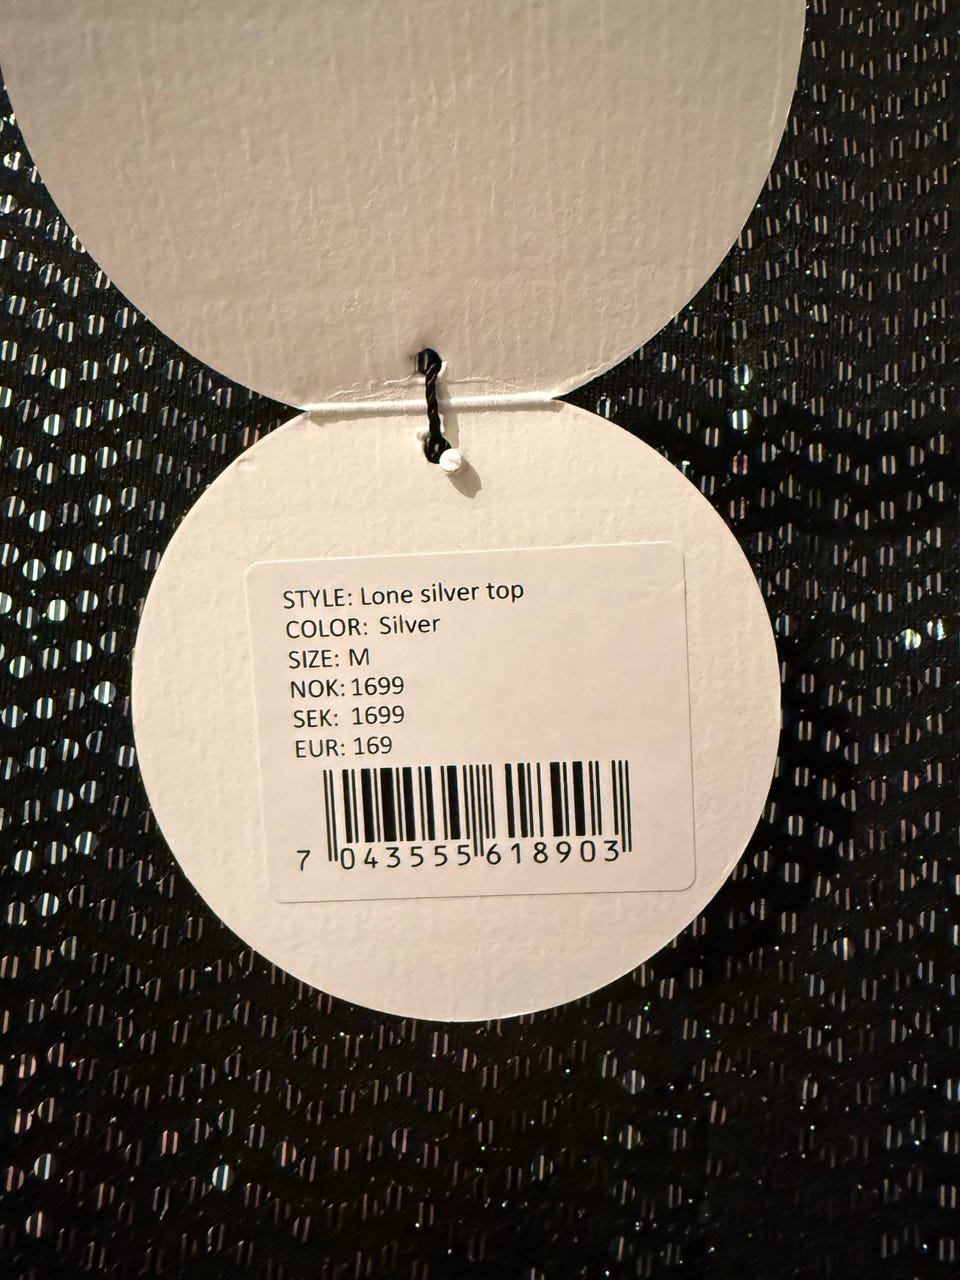 STYLE: Lone silver top
COLOR: Silver
SIZE: M
NOK: 1699
SEK: 1699
EUR: 169
7 043555 618903